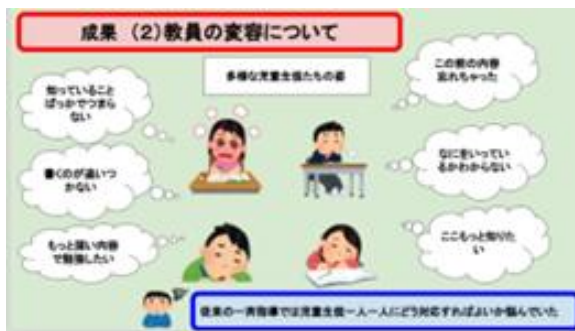 成果 (2)教員の変容について
多様な児童生徒たちの姿
知っていること
ばっかでつまら
ない
この前の内容
忘れちゃった
書くのが追いつ
かない
なにをいってい
るかわからない
もっと深い内容
で勉強したい
ここもっと知りた
い
従来の一斉指導では児童生徒一人一人にどう対応すればよいか悩んでいた